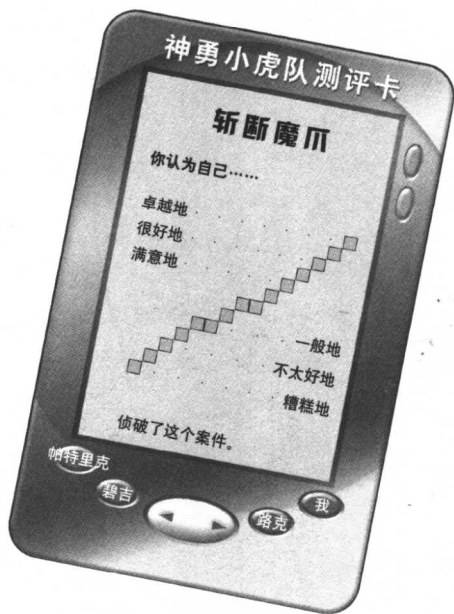 神勇小虎队测评卡
斩断魔爪
你认为自己……
卓越地
很好地
满意地
一般地
不太好地
糟糕地
侦破了这个案件。
帕特里克
碧吉
路克
我